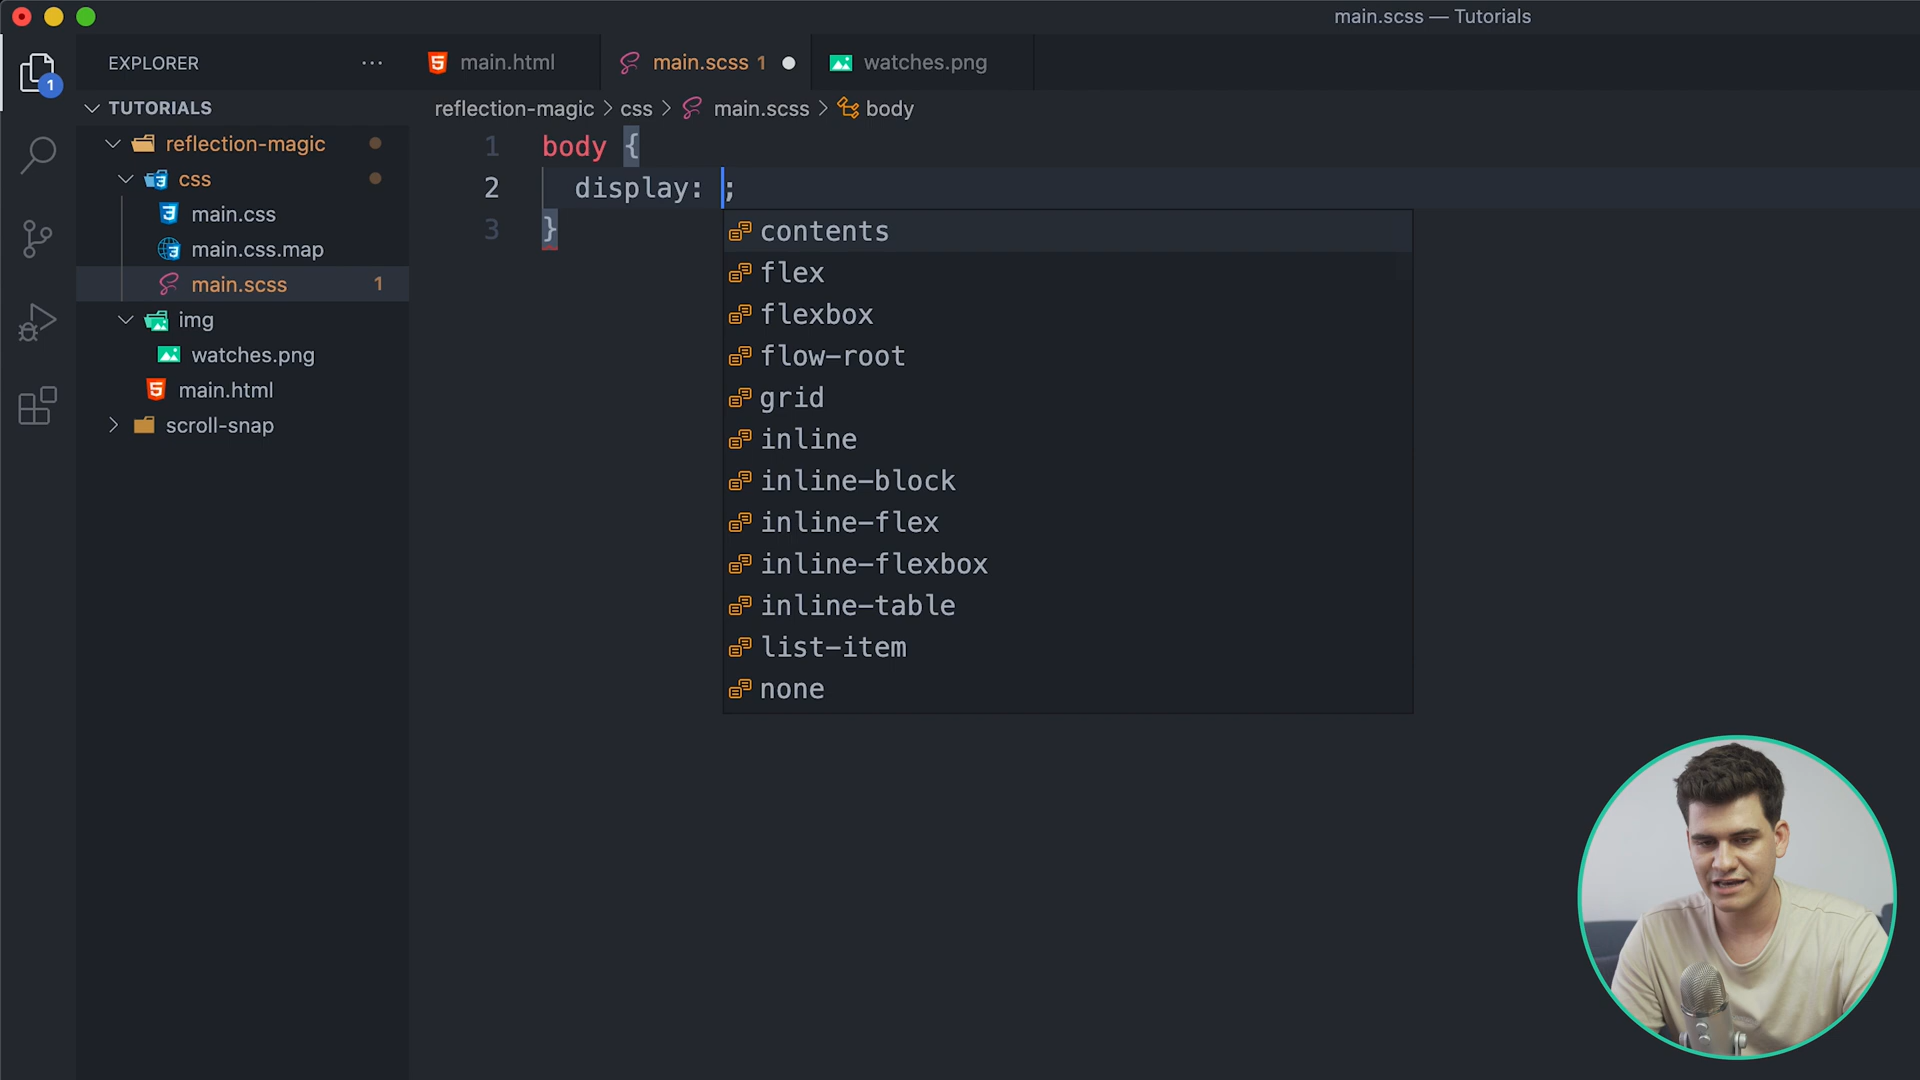 main.scss — Tutorials
EXPLORER
main.html
main.scss 1
watches.png
1
TUTORIALS
reflection-magic > css > main.scss > body
reflection-magic
css
main.css
main.css.map
main.scss 1
img
watches.png
main.html
scroll-snap
1 body {
2 display: ;
3 }
contents
flex
flexbox
flow-root
grid
inline
inline-block
inline-flex
inline-flexbox
inline-table
list-item
none